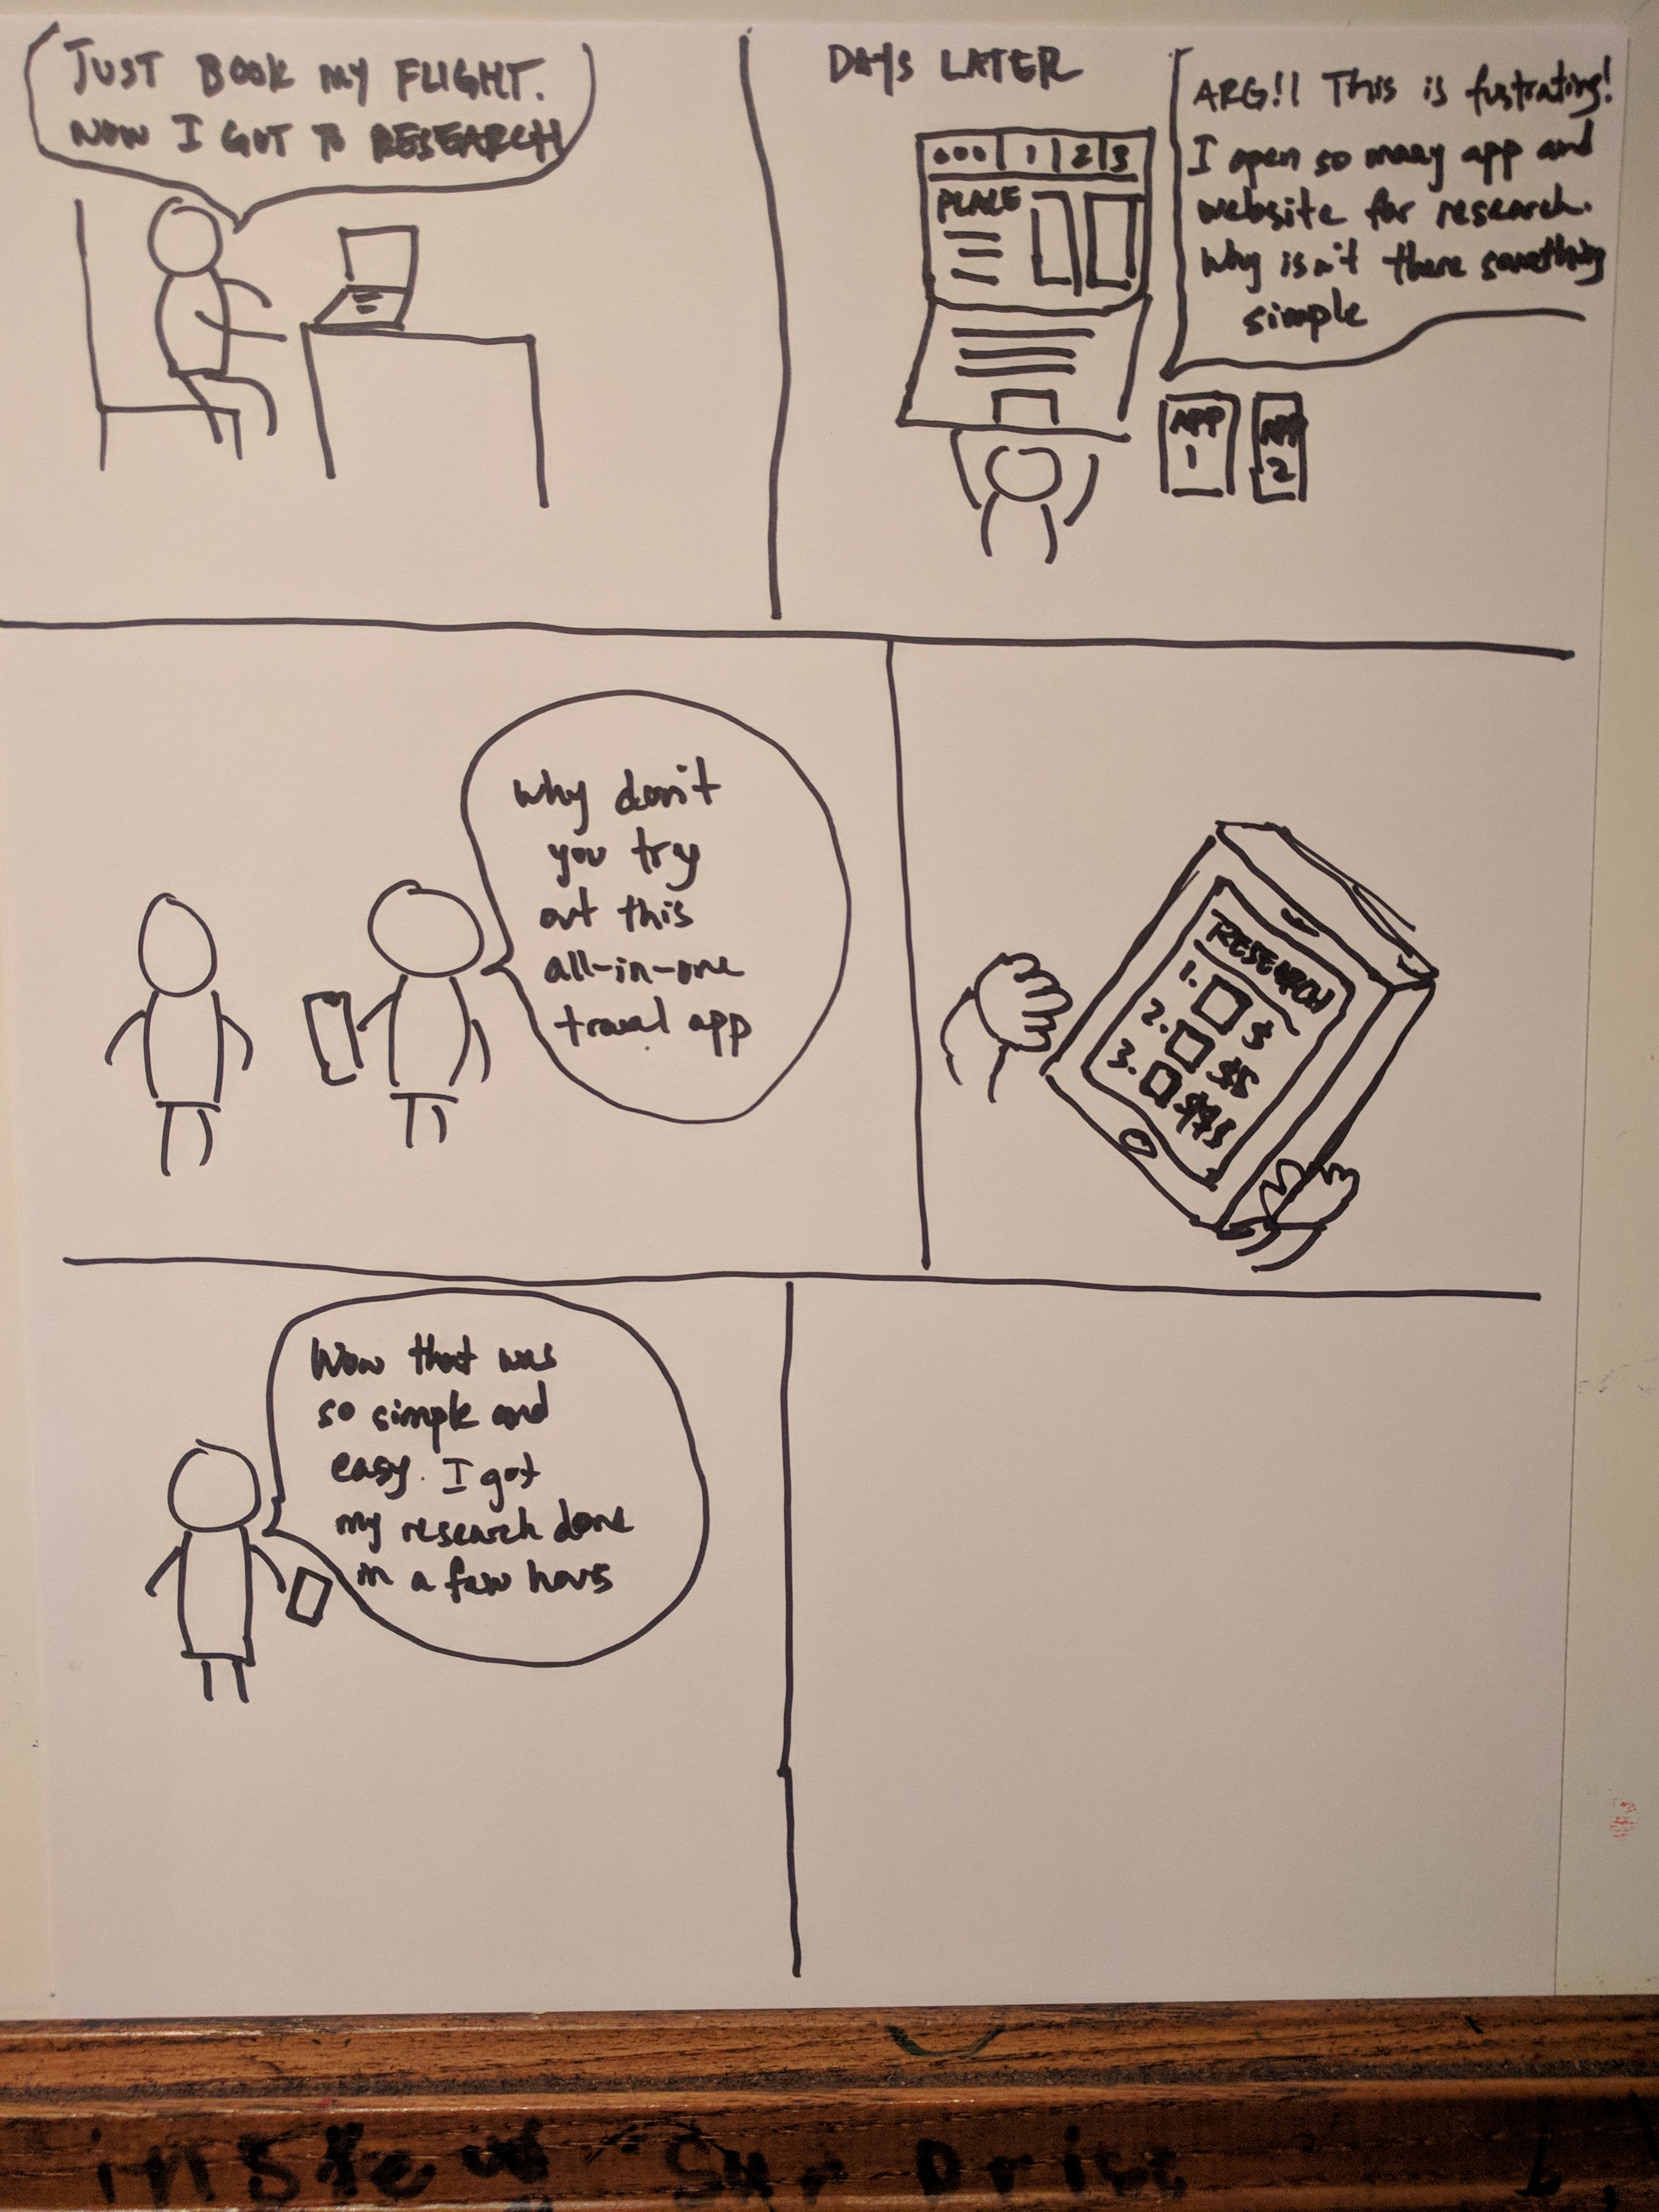 JUST BOOK MY FLIGHT.
NOW I GOT TO RESEARCH
DAYS LATER
ARG!! This is fustrating!
I open so many app and
website for research.
Why isn't there something
simple
1 2 3
PLACE
APP
1
APP
2
Why don't
you try
out this
all-in-one
travel app
RESEARCH
1. $
2. $$
3. $$$
Wow that was
so simple and
easy. I got
my research done
in a few hours